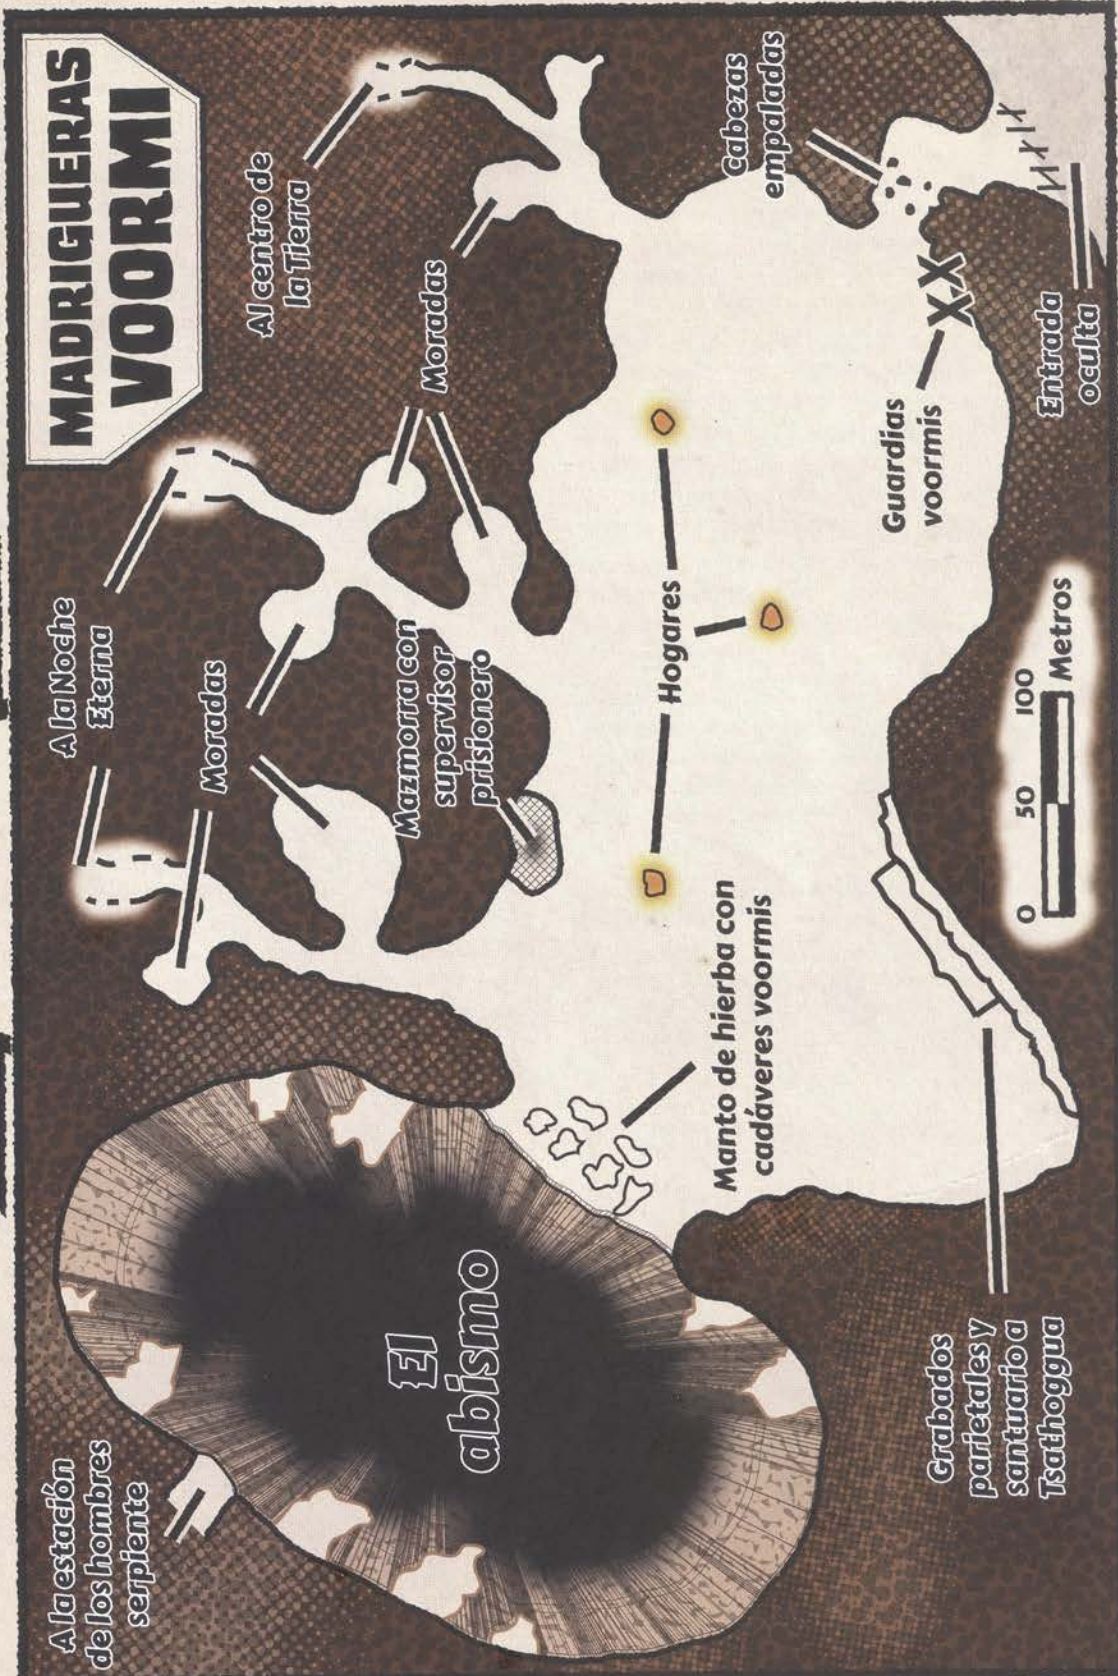 MADRIGUERAS
VOORMI
A la estación
de los hombres
serpiente
A la Noche
Eterna
Al centro de
la Tierra
Moradas
Moradas
Mazmorra con
supervisor
prisionero
Cabezas
empaladas
El
abismo
Hogares
Manto de hierba con
cadáveres voormis
Guardias
voormis
XX
Entrada
oculta
Grabados
parietales y
santuario a
Tsathoggua
0 50 100
Metros